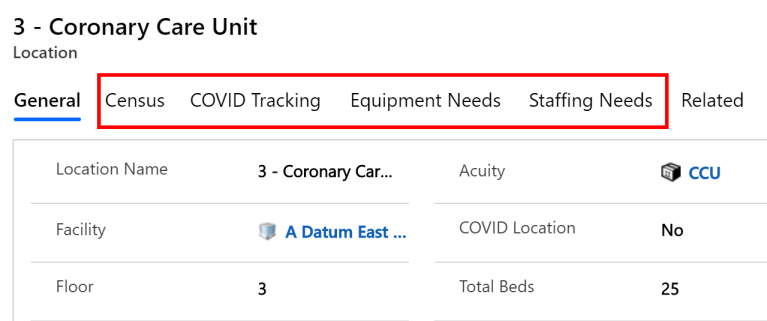 3 - Coronary Care Unit
Location
General Census COVID Tracking Equipment Needs Staffing Needs Related
Location Name 3 - Coronary Car... Acuity CCU
Facility A Datum East ... COVID Location No
Floor 3 Total Beds 25